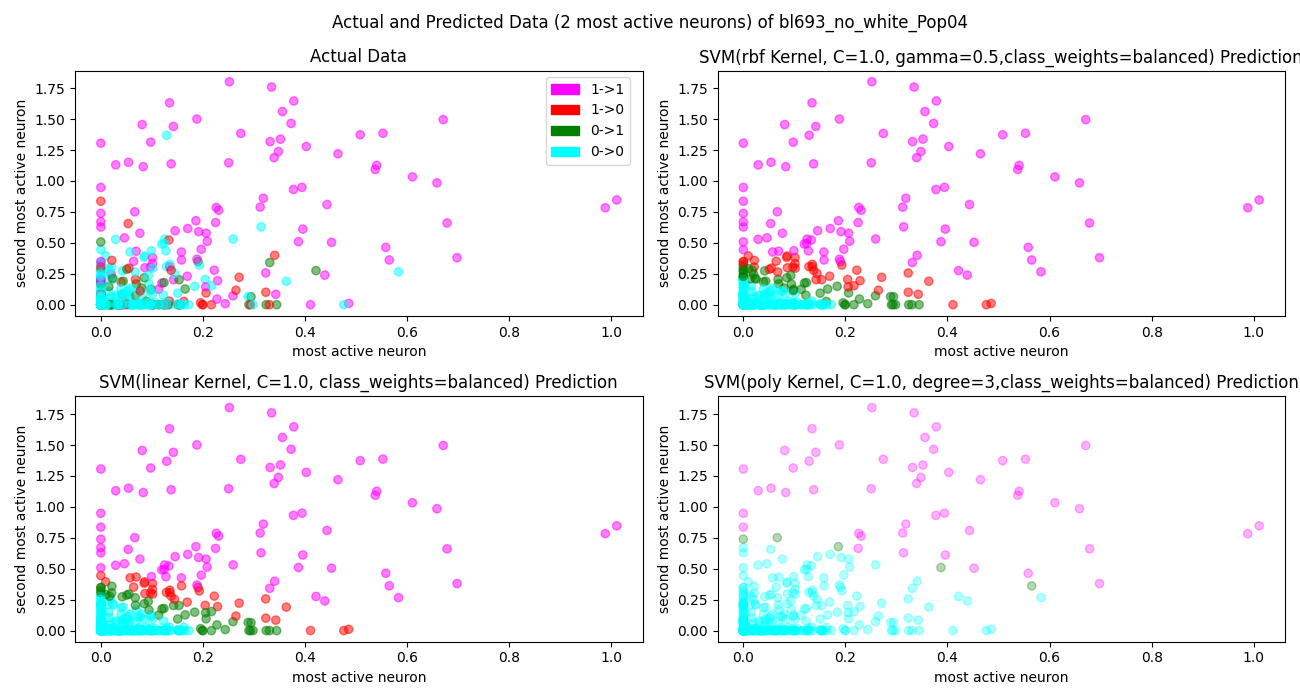 Actual and Predicted Data (2 most active neurons) of bl693_no_white_Pop04
Actual Data
second most active neuron
1.75
1.50
1.25
1.00
0.75
0.50
0.25
0.00
0.0 0.2 0.4 0.6 0.8 1.0
most active neuron
1->1
1->0
0->1
0->0
SVM(rbf Kernel, C=1.0, gamma=0.5,class_weights=balanced) Prediction
second most active neuron
1.75
1.50
1.25
1.00
0.75
0.50
0.25
0.00
0.0 0.2 0.4 0.6 0.8 1.0
most active neuron
SVM(linear Kernel, C=1.0, class_weights=balanced) Prediction
second most active neuron
1.75
1.50
1.25
1.00
0.75
0.50
0.25
0.00
0.0 0.2 0.4 0.6 0.8 1.0
most active neuron
SVM(poly Kernel, C=1.0, degree=3,class_weights=balanced) Prediction
second most active neuron
1.75
1.50
1.25
1.00
0.75
0.50
0.25
0.00
0.0 0.2 0.4 0.6 0.8 1.0
most active neuron